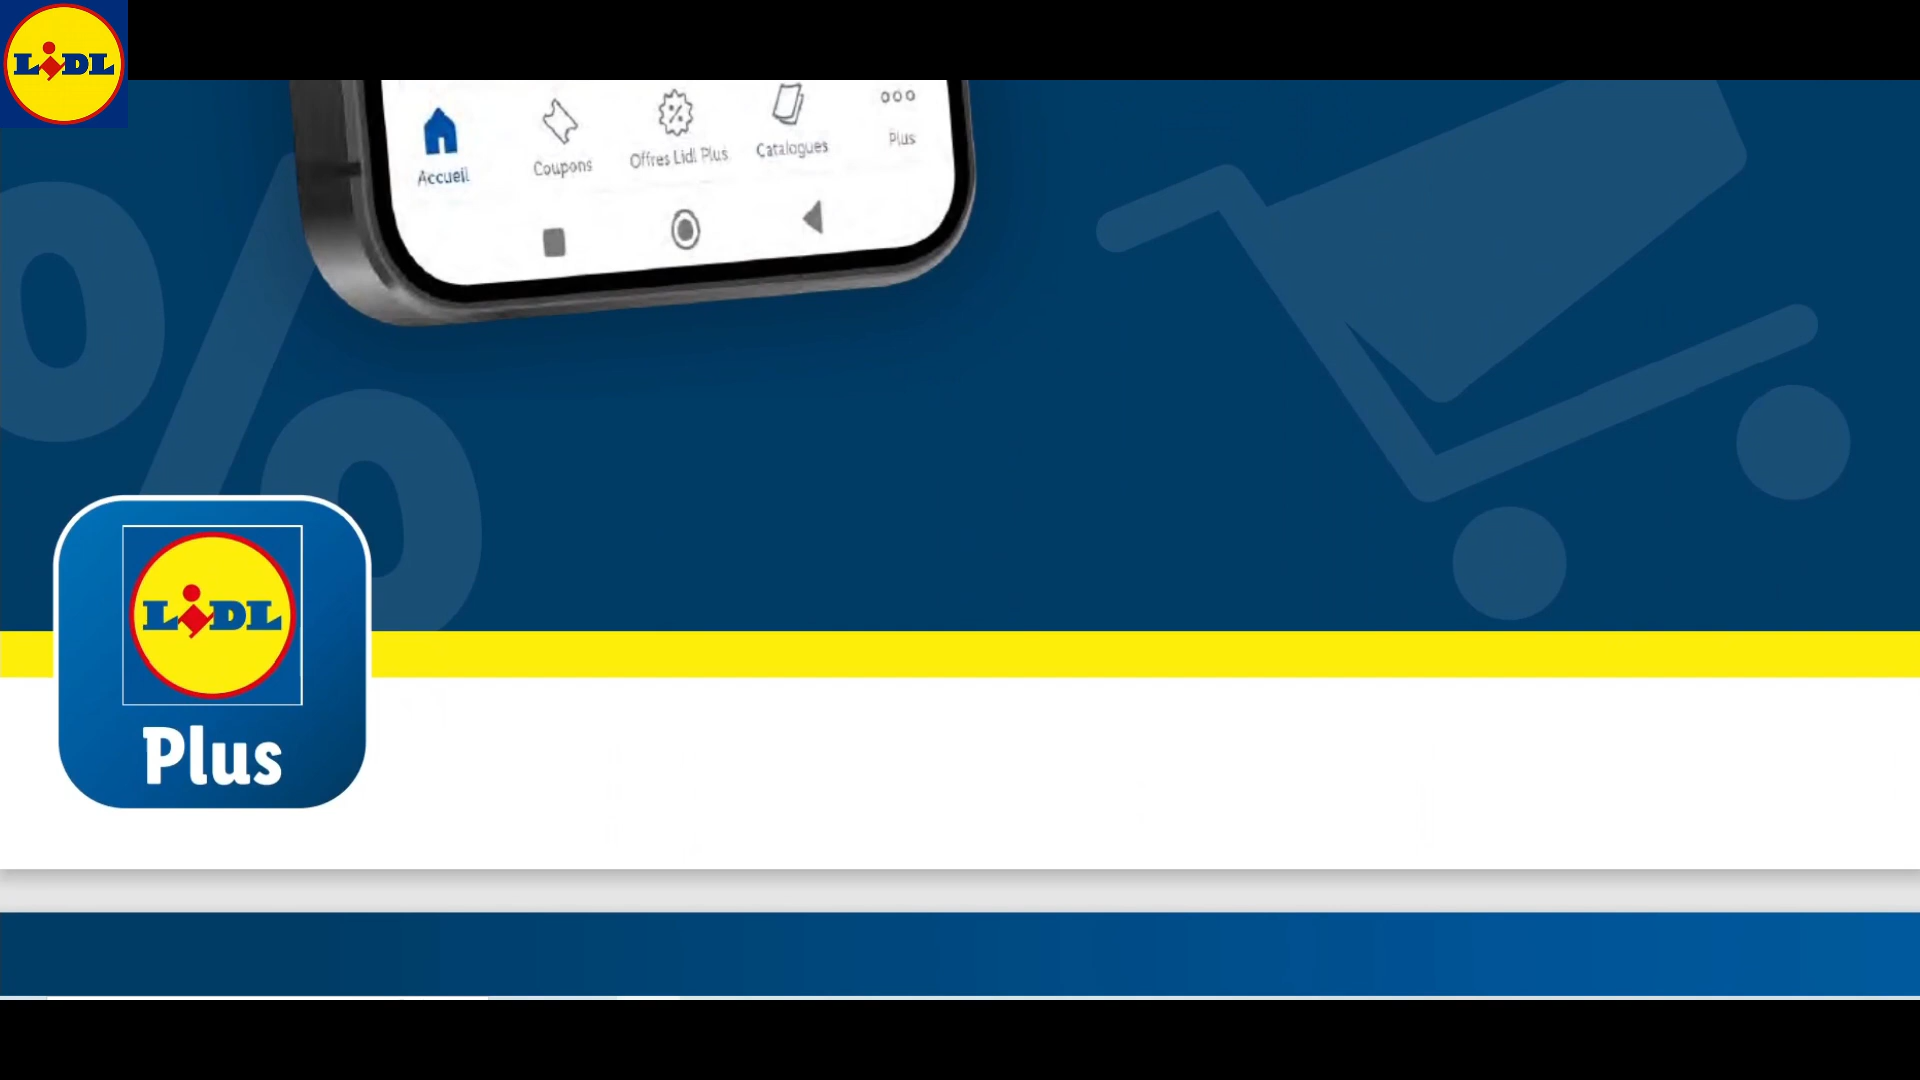 LIDL
Accueil
Coupons
Offres Lidl Plus
Catalogues
Plus
LIDL
Plus